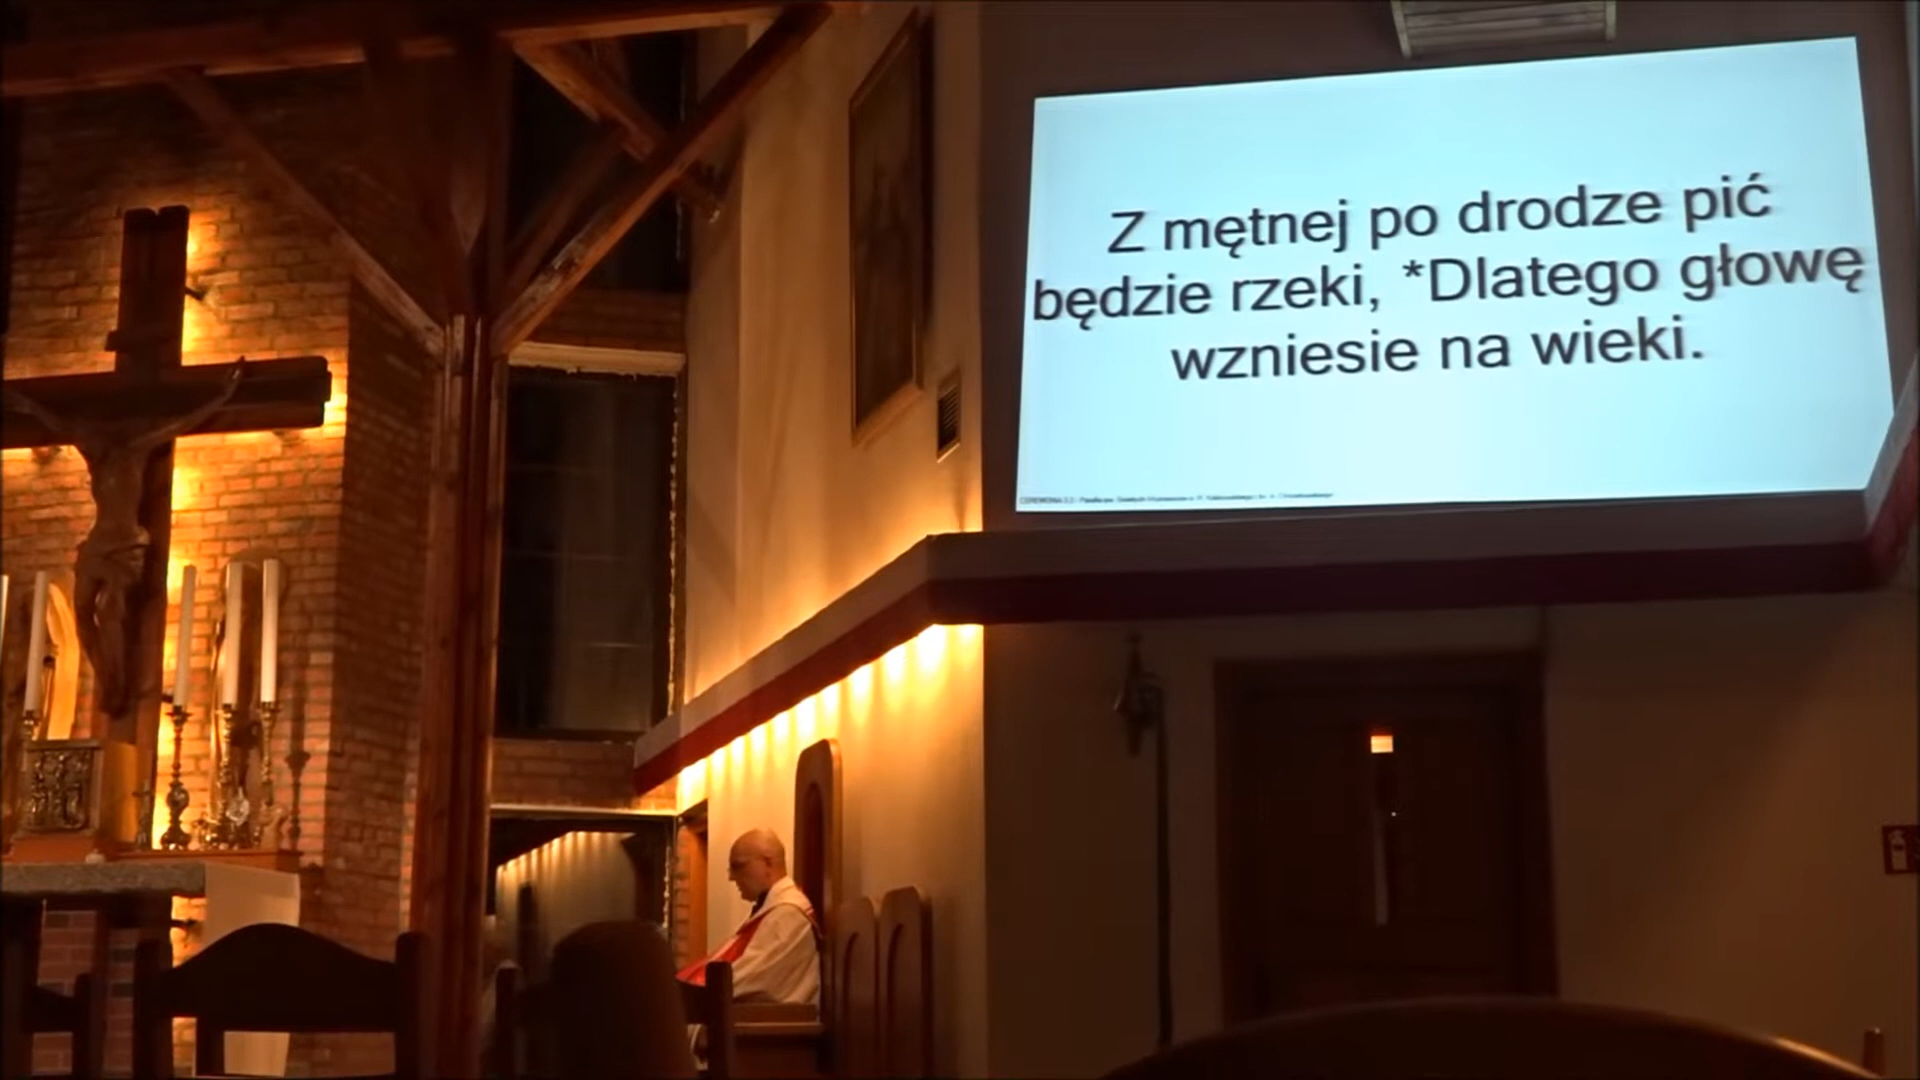 Z mętnej po drodze pić
będzie rzeki, *Dlatego głowę
wzniesie na wieki.